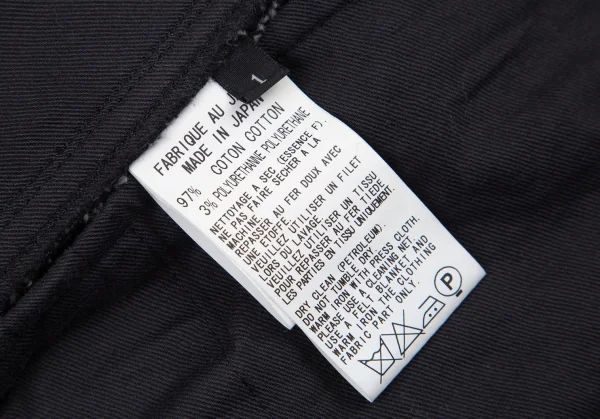 1
FABRIQUE AU J
MADE IN JAPAN
97% COTON COTTON
3% POLYURETHANNE POLYURETHANE
NETTOYAGE A SEC (ESSENCE F).
NE PAS FAIRE SÉCHER A LA
MACHINE.
REPASSER AU FER DOUX AVEC
UNE ETOFFE.
VEUILLEZ UTILISER UN FILET
LORS DU LAVAGE.
VEUILLEZ UTILISER UN TISSU
POUR REPASSER AU FER TIEDE
LES PARTIES EN TISSU UNIQUEMENT.
DRY CLEAN (PETROLEUM).
DO NOT TUMBLE DRY.
WARM IRON WITH PRESS CLOTH.
PLEASE USE A CLEANING NET.
USE A FELT BLANKET AND
WARM IRON THE CLOTH
FABRIC PART ONLY.
P